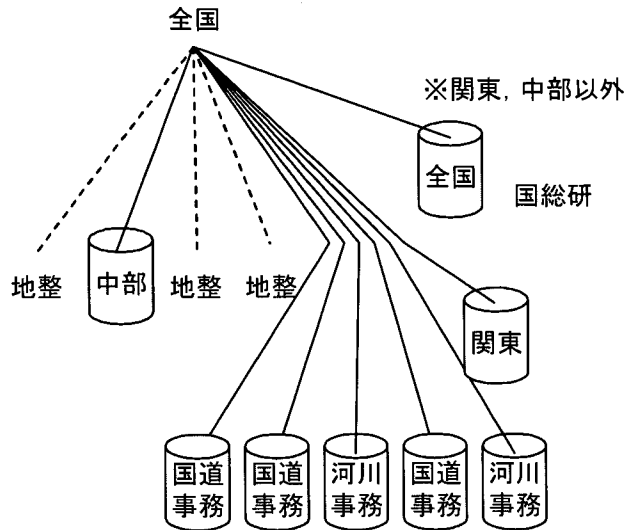 全国
※関東，中部以外
全国
国総研
地整
中部
地整
地整
関東
国道
事務
国道
事務
河川
事務
国道
事務
河川
事務